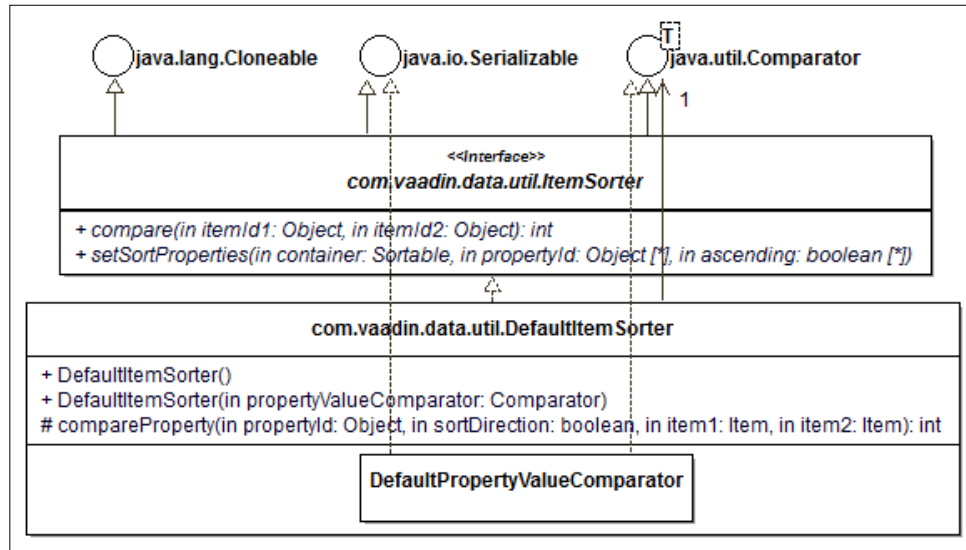 T
java.lang.Cloneable
java.io.Serializable
java.util.Comparator
1
<<Interface>>
com.vaadin.data.util.ItemSorter
+ compare(in itemId1: Object, in itemId2: Object): int
+ setSortProperties(in container: Sortable, in propertyId: Object [*], in ascending: boolean [*])
com.vaadin.data.util.DefaultItemSorter
+ DefaultItemSorter()
+ DefaultItemSorter(in propertyValueComparator: Comparator)
# compareProperty(in propertyId: Object, in sortDirection: boolean, in item1: Item, in item2: Item): int
DefaultPropertyValueComparator